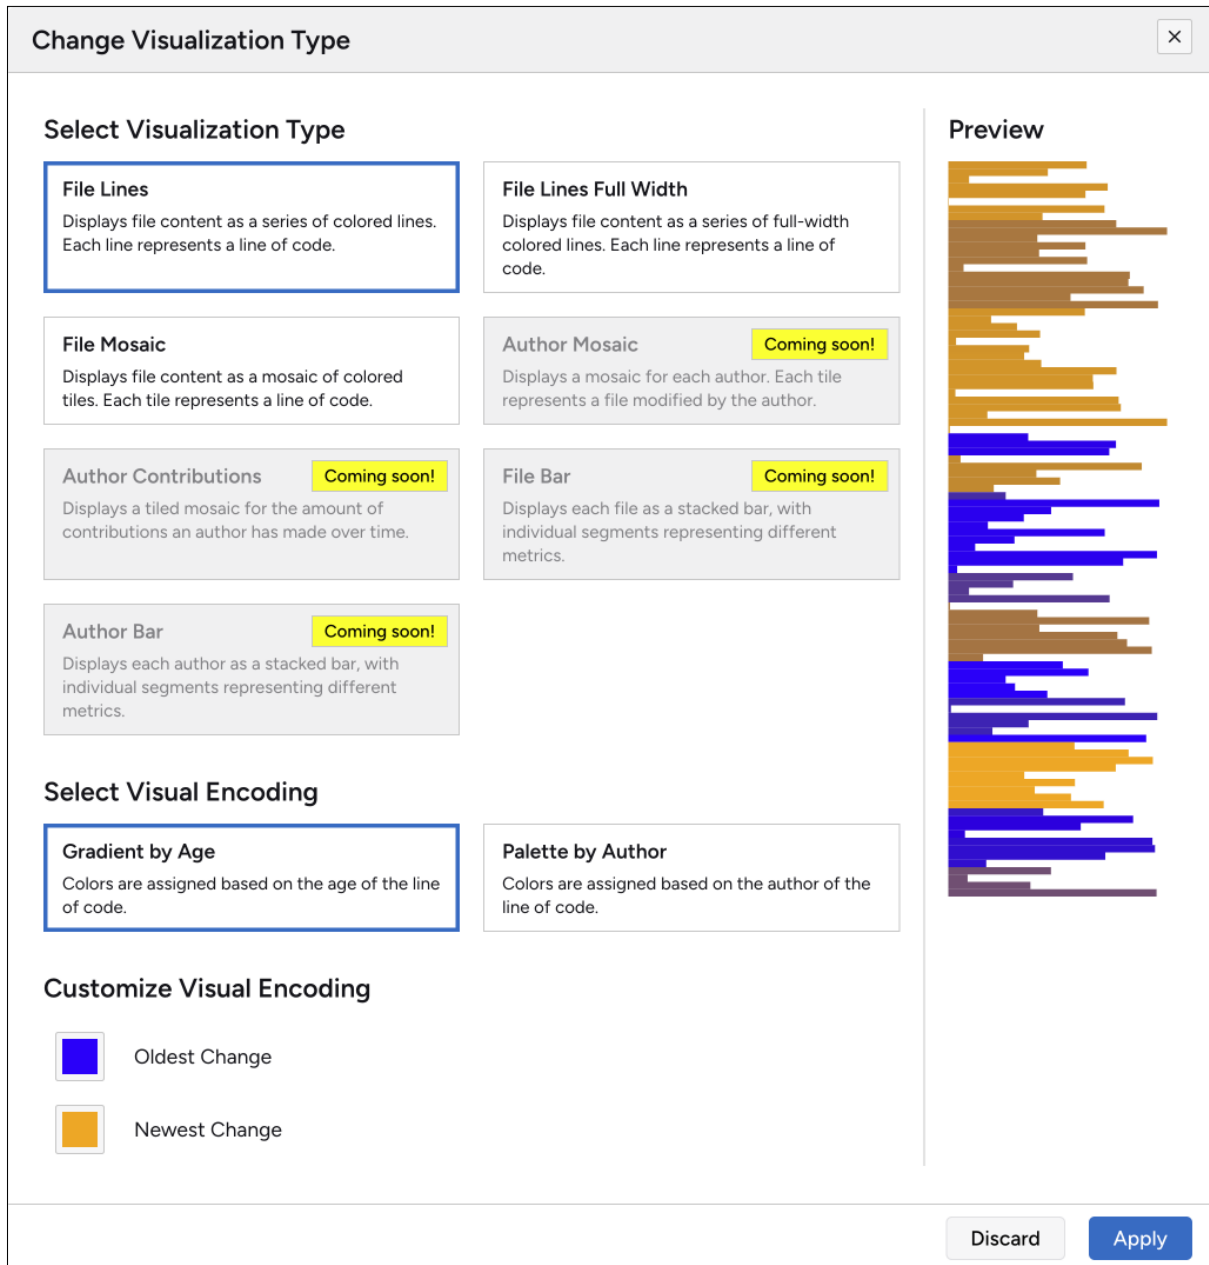 Change Visualization Type
Select Visualization Type
File Lines
Displays file content as a series of colored lines.
Each line represents a line of code.
File Lines Full Width
Displays file content as a series of full-width
colored lines. Each line represents a line of
code.
File Mosaic
Displays file content as a mosaic of colored
tiles. Each tile represents a line of code.
Author Mosaic
Coming soon!
Displays a mosaic for each author. Each tile
represents a file modified by the author.
Author Contributions
Coming soon!
Displays a tiled mosaic for the amount of
contributions an author has made over time.
File Bar
Coming soon!
Displays each file as a stacked bar, with
individual segments representing different
metrics.
Author Bar
Coming soon!
Displays each author as a stacked bar, with
individual segments representing different
metrics.
Select Visual Encoding
Gradient by Age
Colors are assigned based on the age of the line
of code.
Palette by Author
Colors are assigned based on the author of the
line of code.
Customize Visual Encoding
Oldest Change
Newest Change
Preview
Discard
Apply